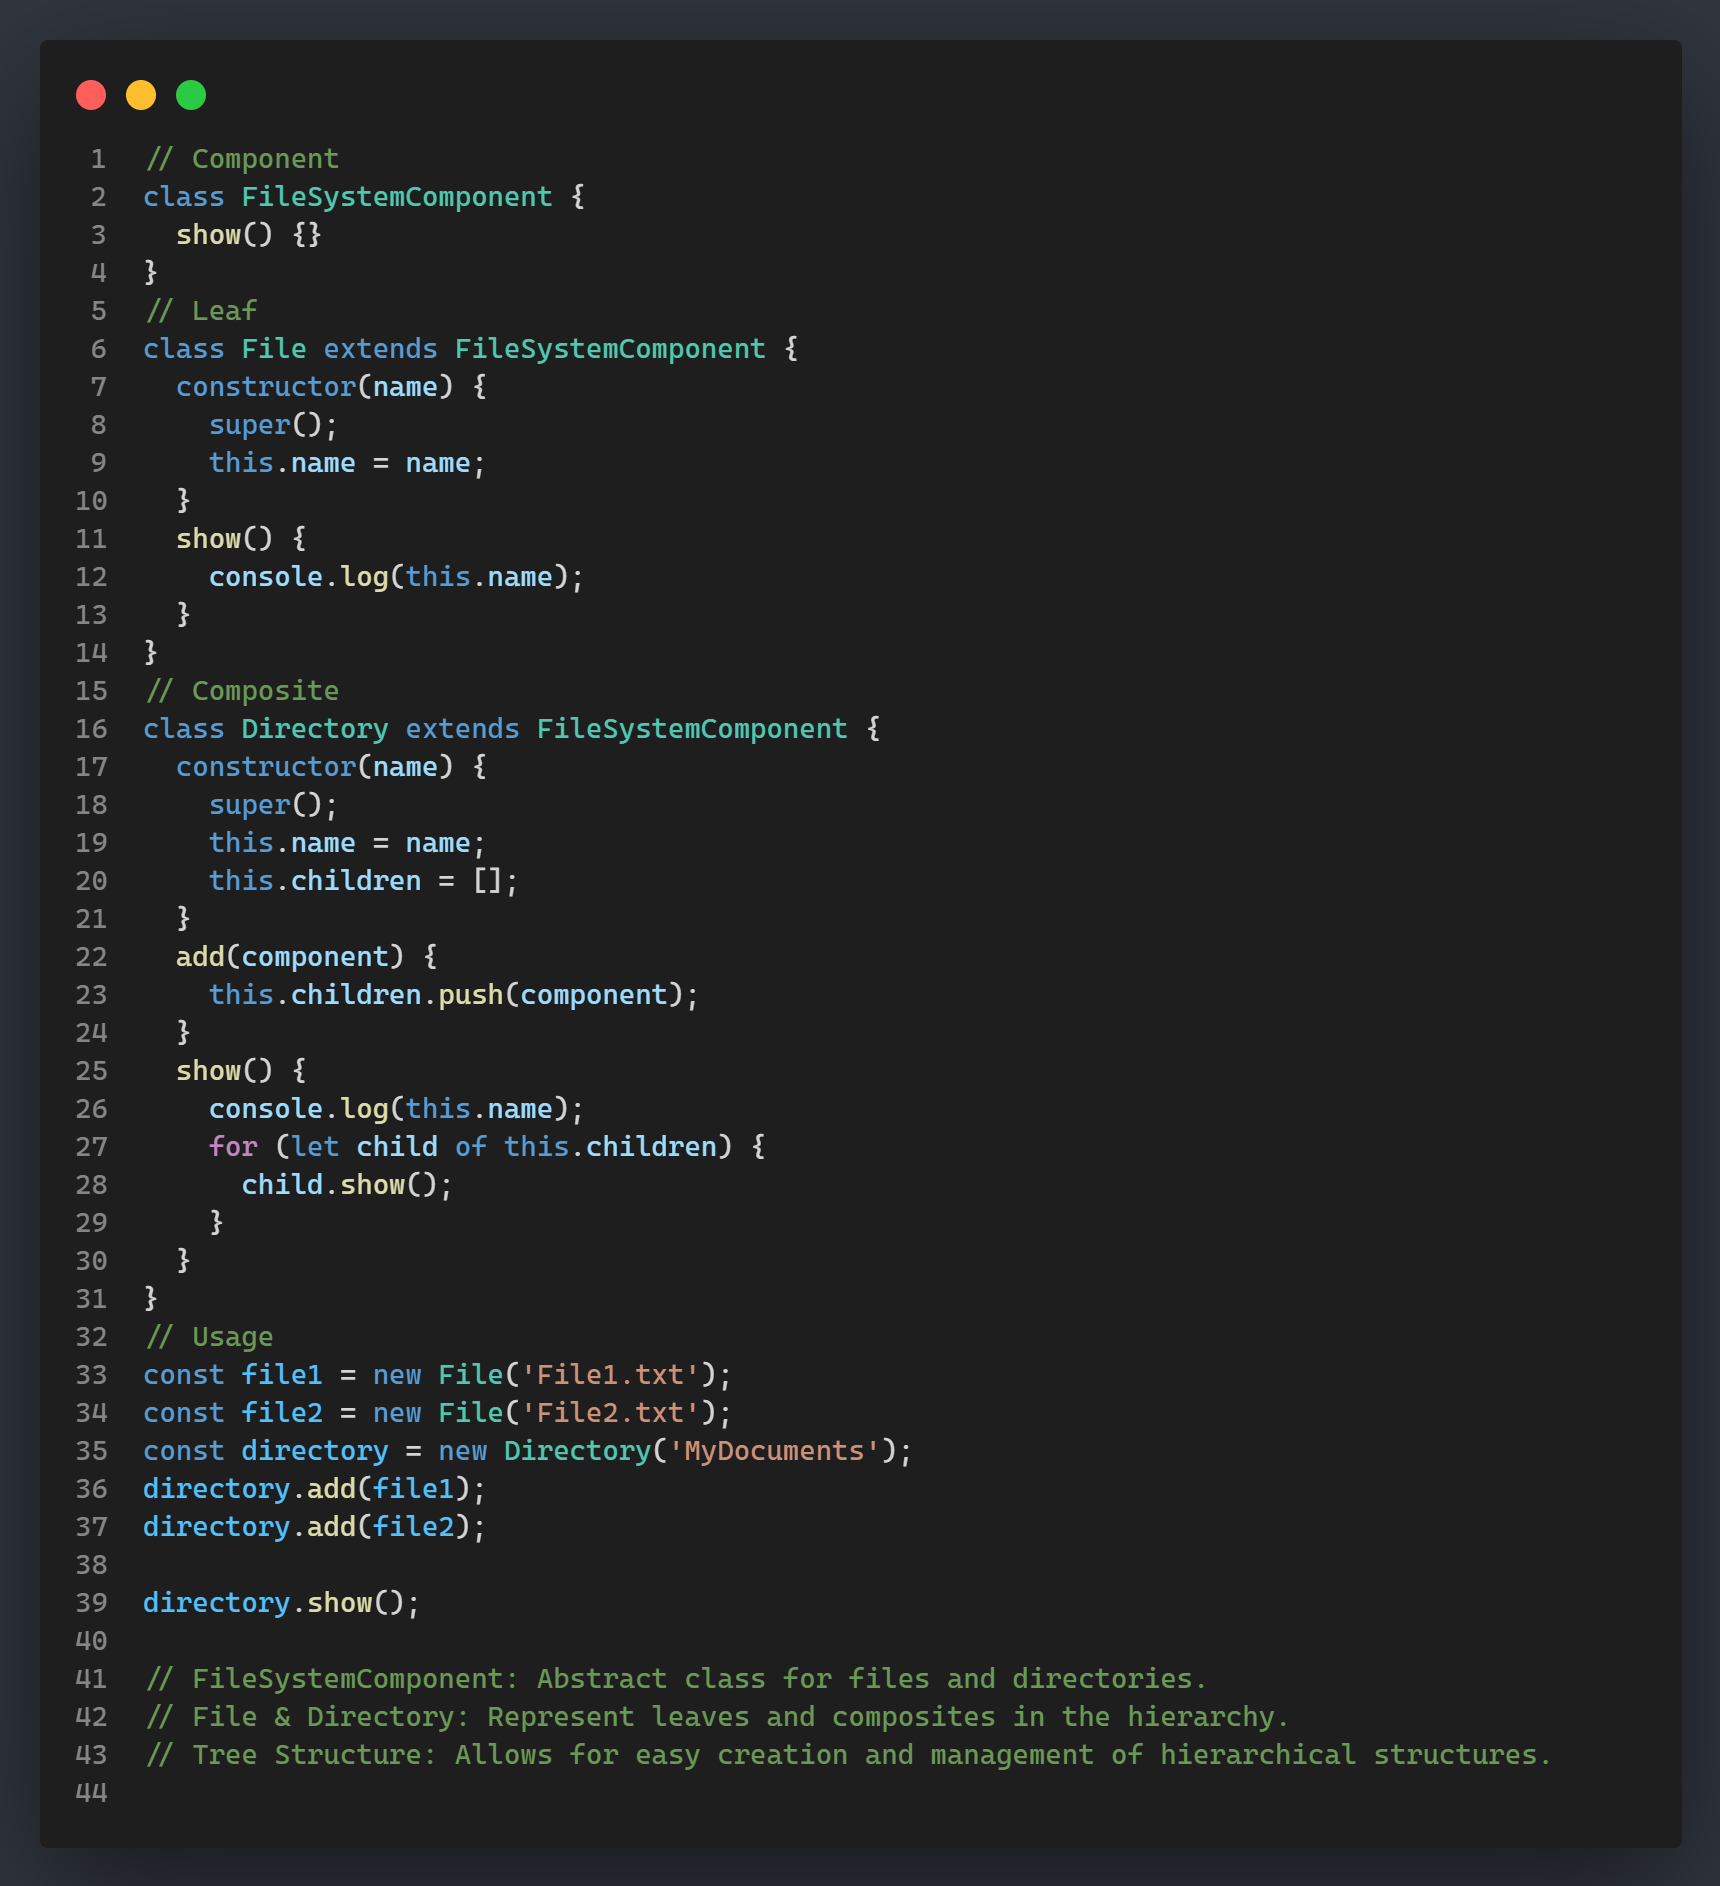 1 // Component
2 class FileSystemComponent {
3   show() {}
4 }
5 // Leaf
6 class File extends FileSystemComponent {
7   constructor(name) {
8     super();
9     this.name = name;
10   }
11   show() {
12     console.log(this.name);
13   }
14 }
15 // Composite
16 class Directory extends FileSystemComponent {
17   constructor(name) {
18     super();
19     this.name = name;
20     this.children = [];
21   }
22   add(component) {
23     this.children.push(component);
24   }
25   show() {
26     console.log(this.name);
27     for (let child of this.children) {
28       child.show();
29     }
30   }
31 }
32 // Usage
33 const file1 = new File('File1.txt');
34 const file2 = new File('File2.txt');
35 const directory = new Directory('MyDocuments');
36 directory.add(file1);
37 directory.add(file2);
38
39 directory.show();
40
41 // FileSystemComponent: Abstract class for files and directories.
42 // File & Directory: Represent leaves and composites in the hierarchy.
43 // Tree Structure: Allows for easy creation and management of hierarchical structures.
44